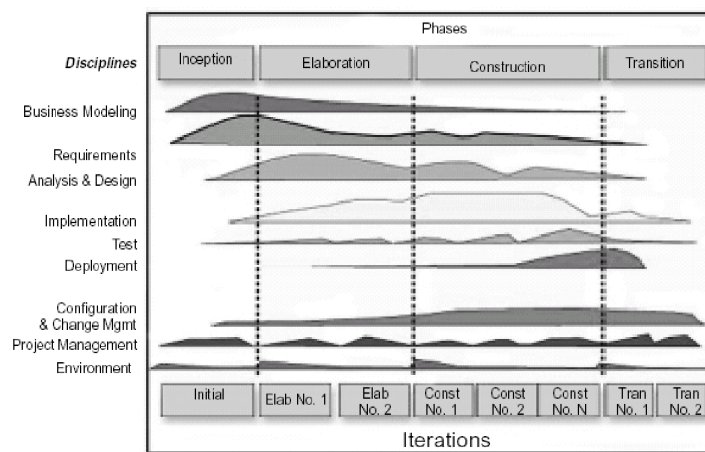 Phases
Disciplines
Inception
Elaboration
Construction
Transition
Business Modeling
Requirements
Analysis & Design
Implementation
Test
Deployment
Configuration
& Change Mgmt
Project Management
Environment
Initial
Elab No. 1
Elab
No. 2
Const
No. 1
Const
No. 2
Const
No. N
Tran
No. 1
Tran
No. 2
Iterations